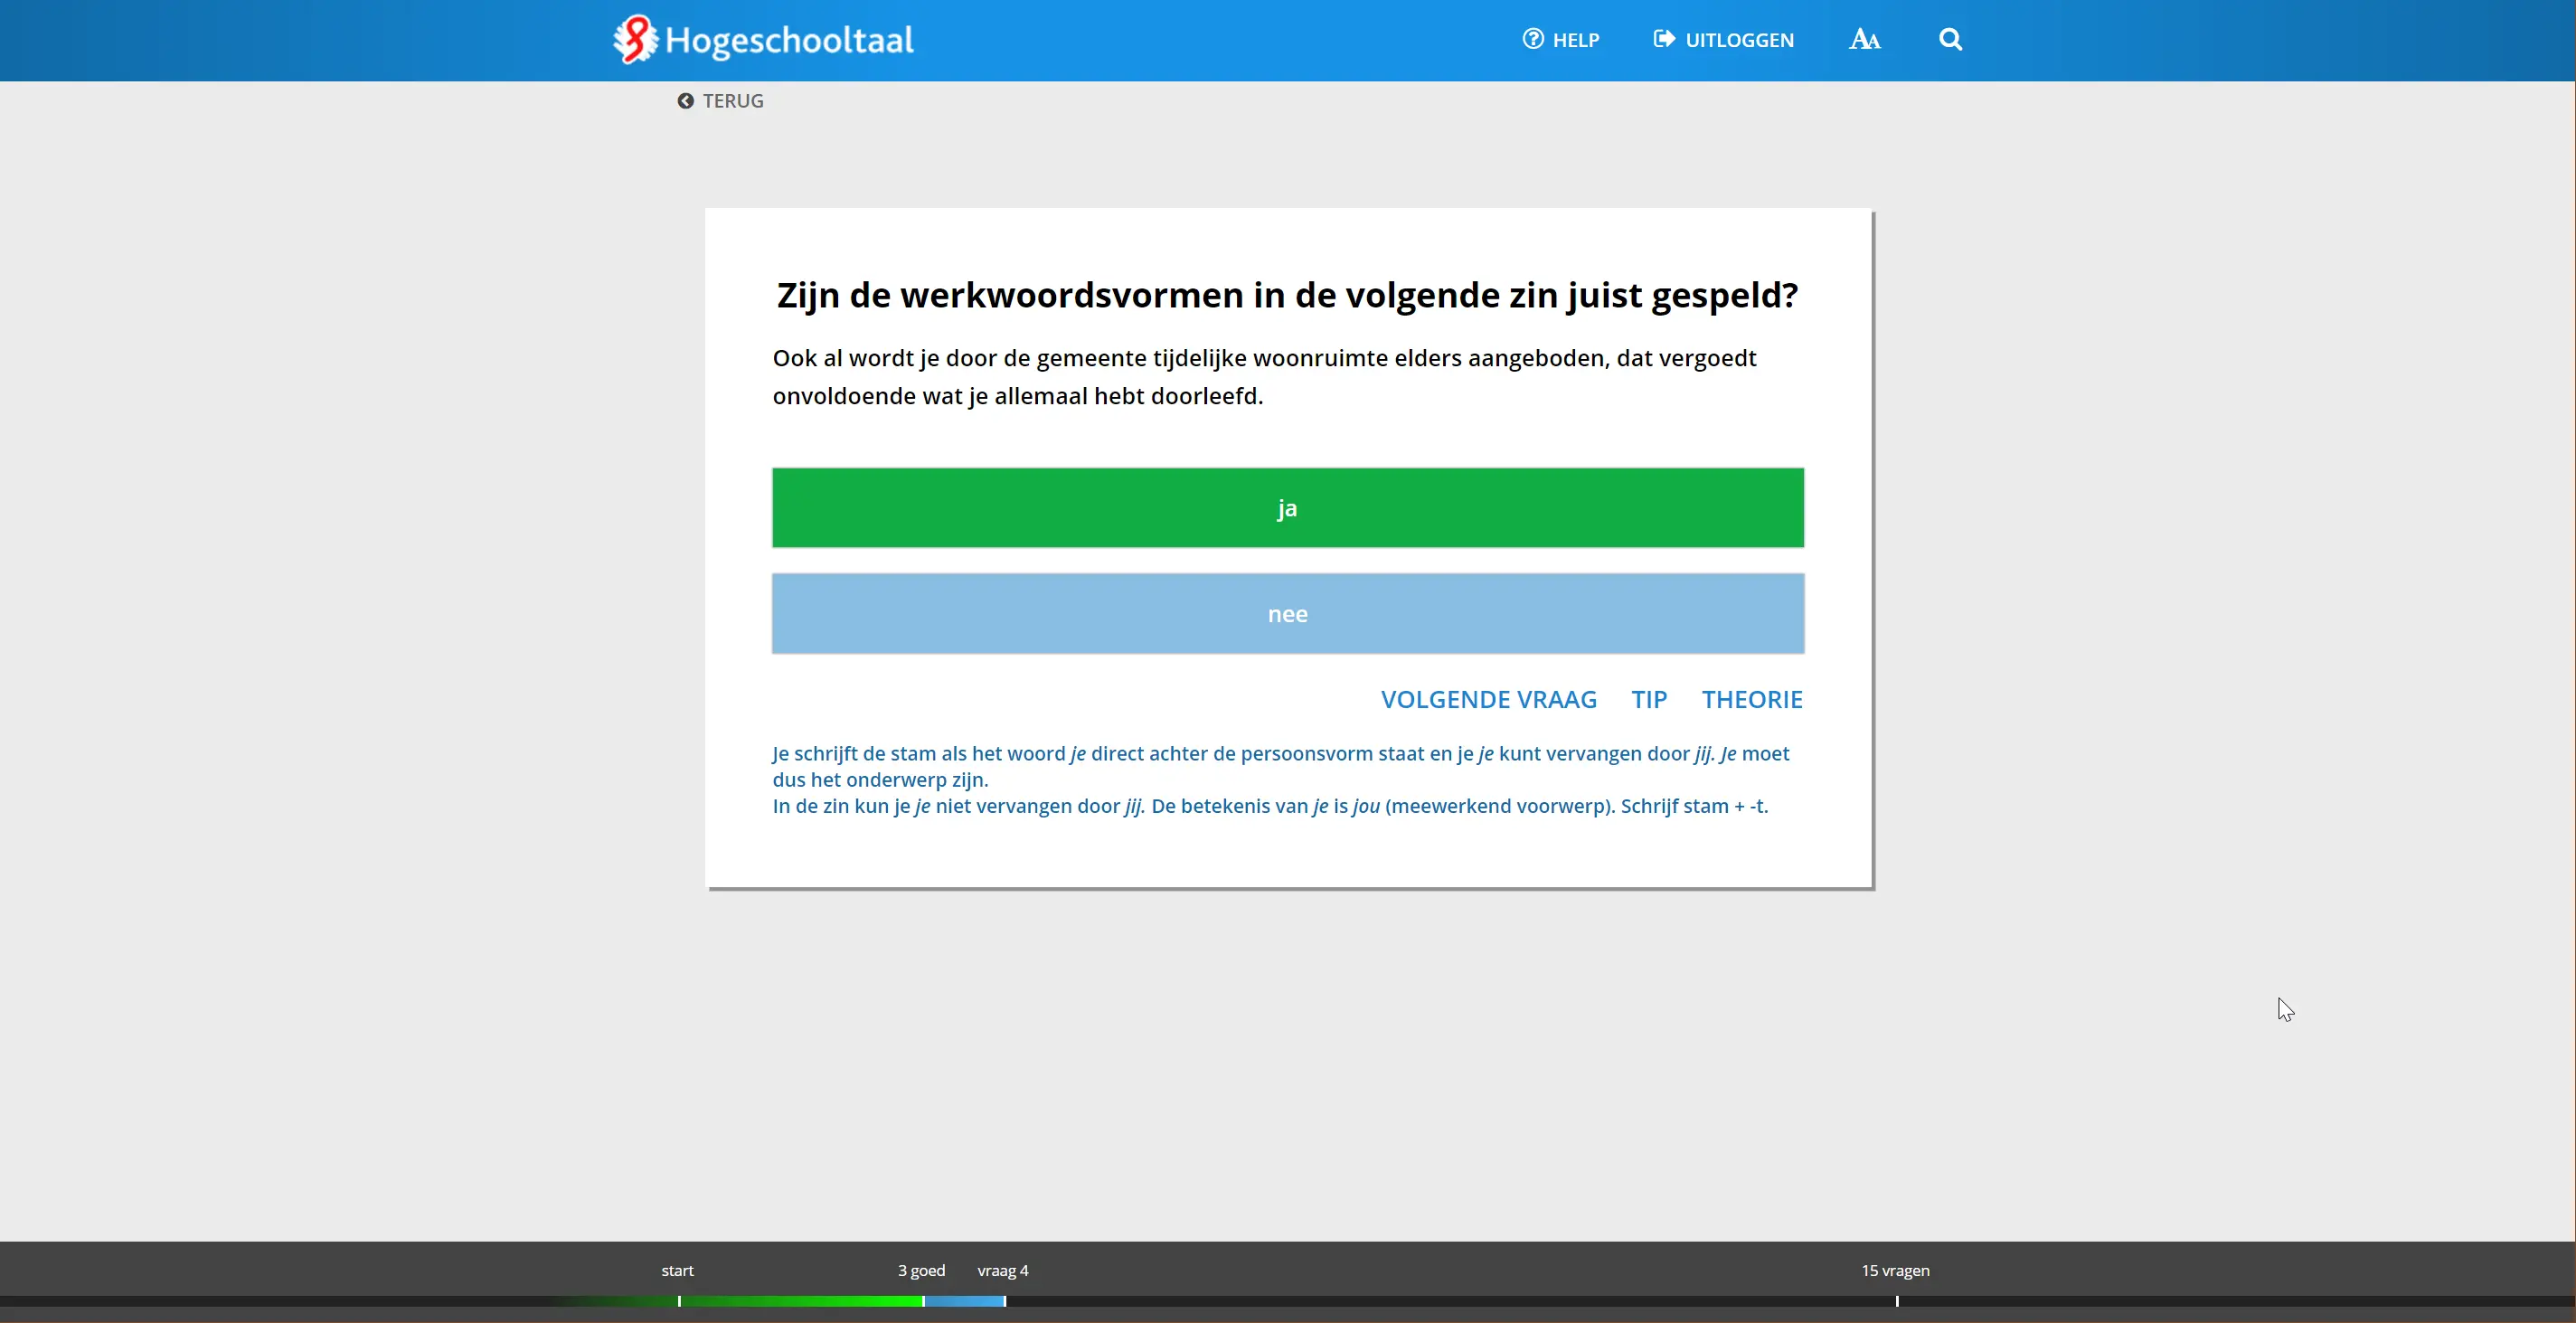 Hogeschooltaal
HELP
UITLOGGEN
AA
TERUG
Zijn de werkwoordsvormen in de volgende zin juist gespeld?
Ook al wordt je door de gemeente tijdelijke woonruimte elders aangeboden, dat vergoedt
onvoldoende wat je allemaal hebt doorleefd.
ja
nee
VOLGENDE VRAAG TIP THEORIE
Je schrijft de stam als het woord je direct achter de persoonsvorm staat en je je kunt vervangen door jij. Je moet
dus het onderwerp zijn.
In de zin kun je je niet vervangen door jij. De betekenis van je is jou (meewerkend voorwerp). Schrijf stam + -t.
start 3 goed vraag 4 15 vragen